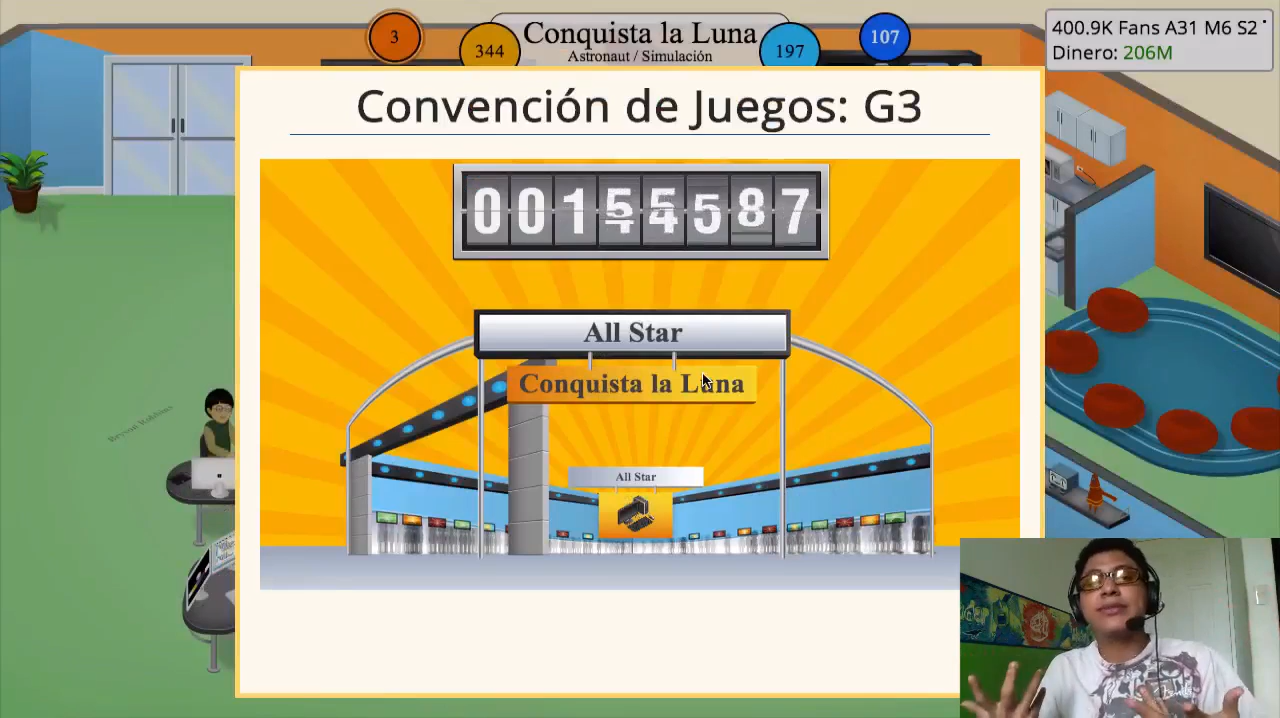 3
344
Conquista la Luna
Astronaut / Simulación
197
107
400.9K Fans A31 M6 S2
Dinero: 206M
Convención de Juegos: G3
00154587
All Star
Conquista la Luna
All Star